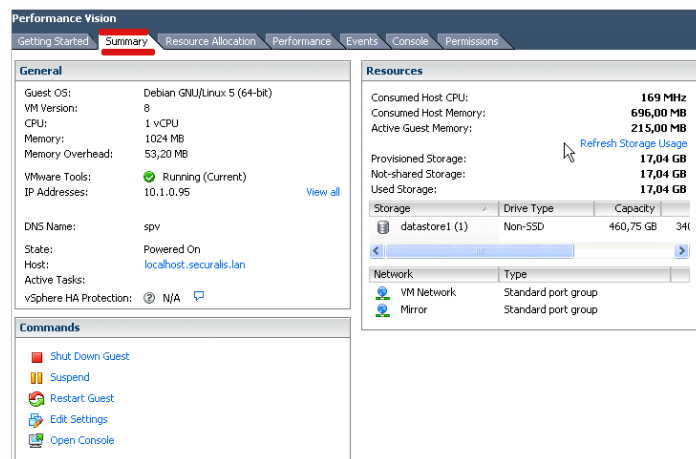 Performance Vision
Getting Started Summary Resource Allocation Performance Events Console Permissions
General
Guest OS: Debian GNU/Linux 5 (64-bit)
VM Version: 8
CPU: 1 vCPU
Memory: 1024 MB
Memory Overhead: 53,20 MB
VMware Tools: Running (Current)
IP Addresses: 10.1.0.95 View all
DNS Name: spv
State: Powered On
Host: localhost.securalis.lan
Active Tasks:
vSphere HA Protection: N/A
Commands
Shut Down Guest
Suspend
Restart Guest
Edit Settings
Open Console
Resources
Consumed Host CPU: 169 MHz
Consumed Host Memory: 696,00 MB
Active Guest Memory: 215,00 MB
Refresh Storage Usage
Provisioned Storage: 17,04 GB
Not-shared Storage: 17,04 GB
Used Storage: 17,04 GB
Storage Drive Type Capacity
datastore1 (1) Non-SSD 460,75 GB 340
Network Type
VM Network Standard port group
Mirror Standard port group